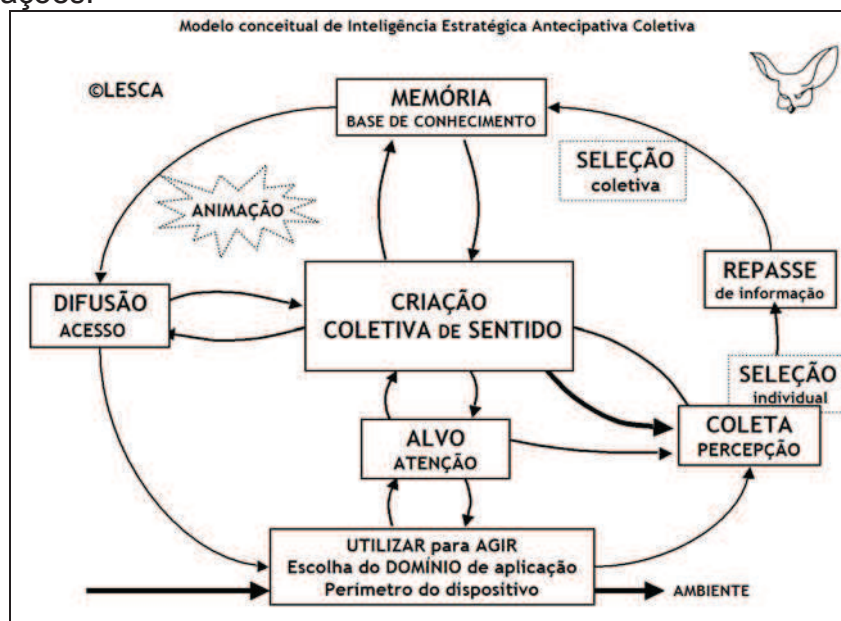 ações.
Modelo conceitual de Inteligência Estratégica Antecipativa Coletiva
©LESCA
MEMÓRIA
BASE DE CONHECIMENTO
SELEÇÃO
coletiva
ANIMAÇÃO
REPASSE
de informação
DIFUSÃO
ACESSO
CRIAÇÃO
COLETIVA DE SENTIDO
SELEÇÃO
individual
COLETA
PERCEPÇÃO
ALVO
ATENÇÃO
UTILIZAR para AGIR
Escolha do DOMÍNIO de aplicação
Perímetro do dispositivo
AMBIENTE